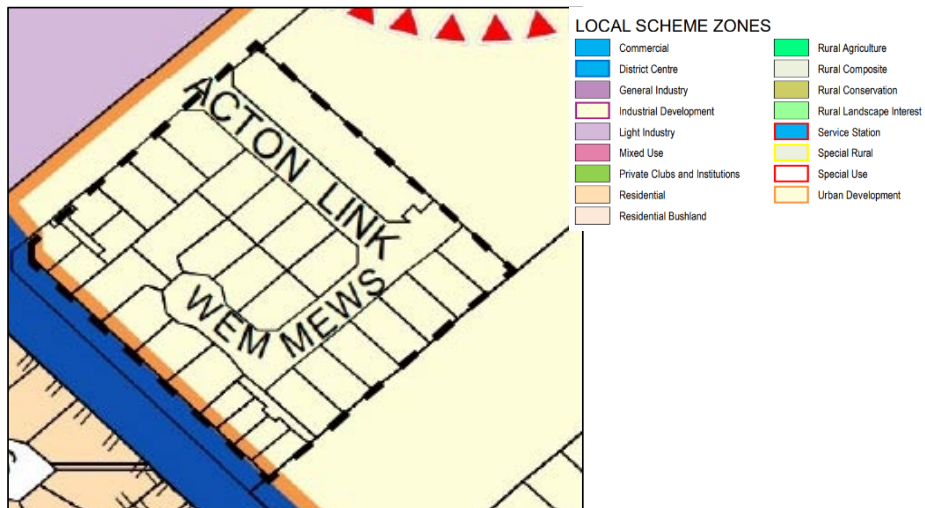 ACTON LINK
WEM MEWS
LOCAL SCHEME ZONES
Commercial
District Centre
General Industry
Industrial Development
Light Industry
Mixed Use
Private Clubs and Institutions
Residential
Residential Bushland
Rural Agriculture
Rural Composite
Rural Conservation
Rural Landscape Interest
Service Station
Special Rural
Special Use
Urban Development